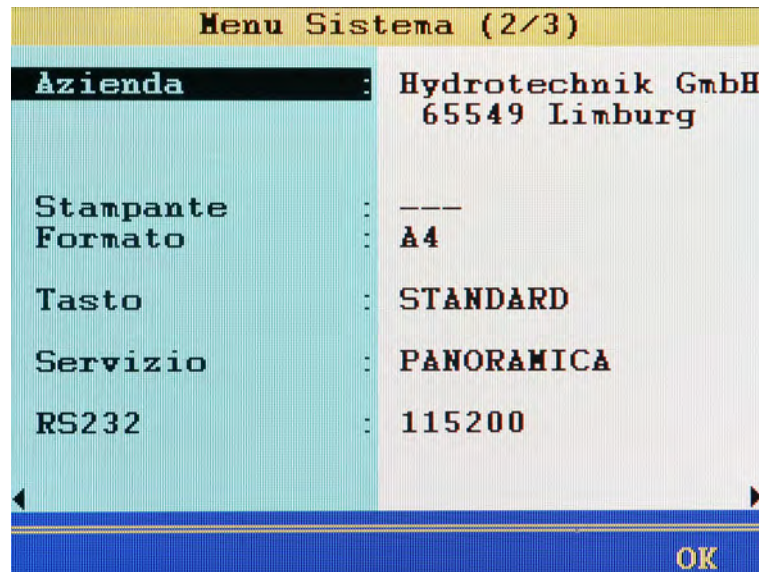 Menu Sistema (2/3)
Azienda : Hydrotechnik GmbH
65549 Limburg
Stampante : ---
Formato : A4
Tasto : STANDARD
Servizio : PANORAMICA
RS232 : 115200
OK